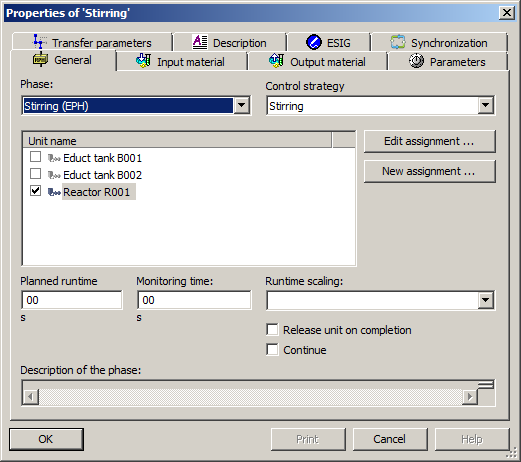 Properties of 'Stirring'
Transfer parameters Description ESIG Synchronization
General Input material Output material Parameters
Phase: Control strategy
Stirring (EPH) Stirring
Unit name
Educt tank B001
Educt tank B002
Reactor R001
Edit assignment ...
New assignment ...
Planned runtime Monitoring time: Runtime scaling:
00 00
s s
Release unit on completion
Continue
Description of the phase:
OK Print Cancel Help